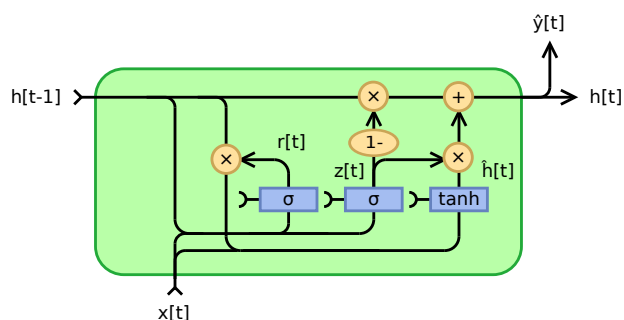 ŷ[t]
h[t-1]
×
+
h[t]
r[t]
1-
×
z[t]
×
ĥ[t]
σ
σ
tanh
x[t]